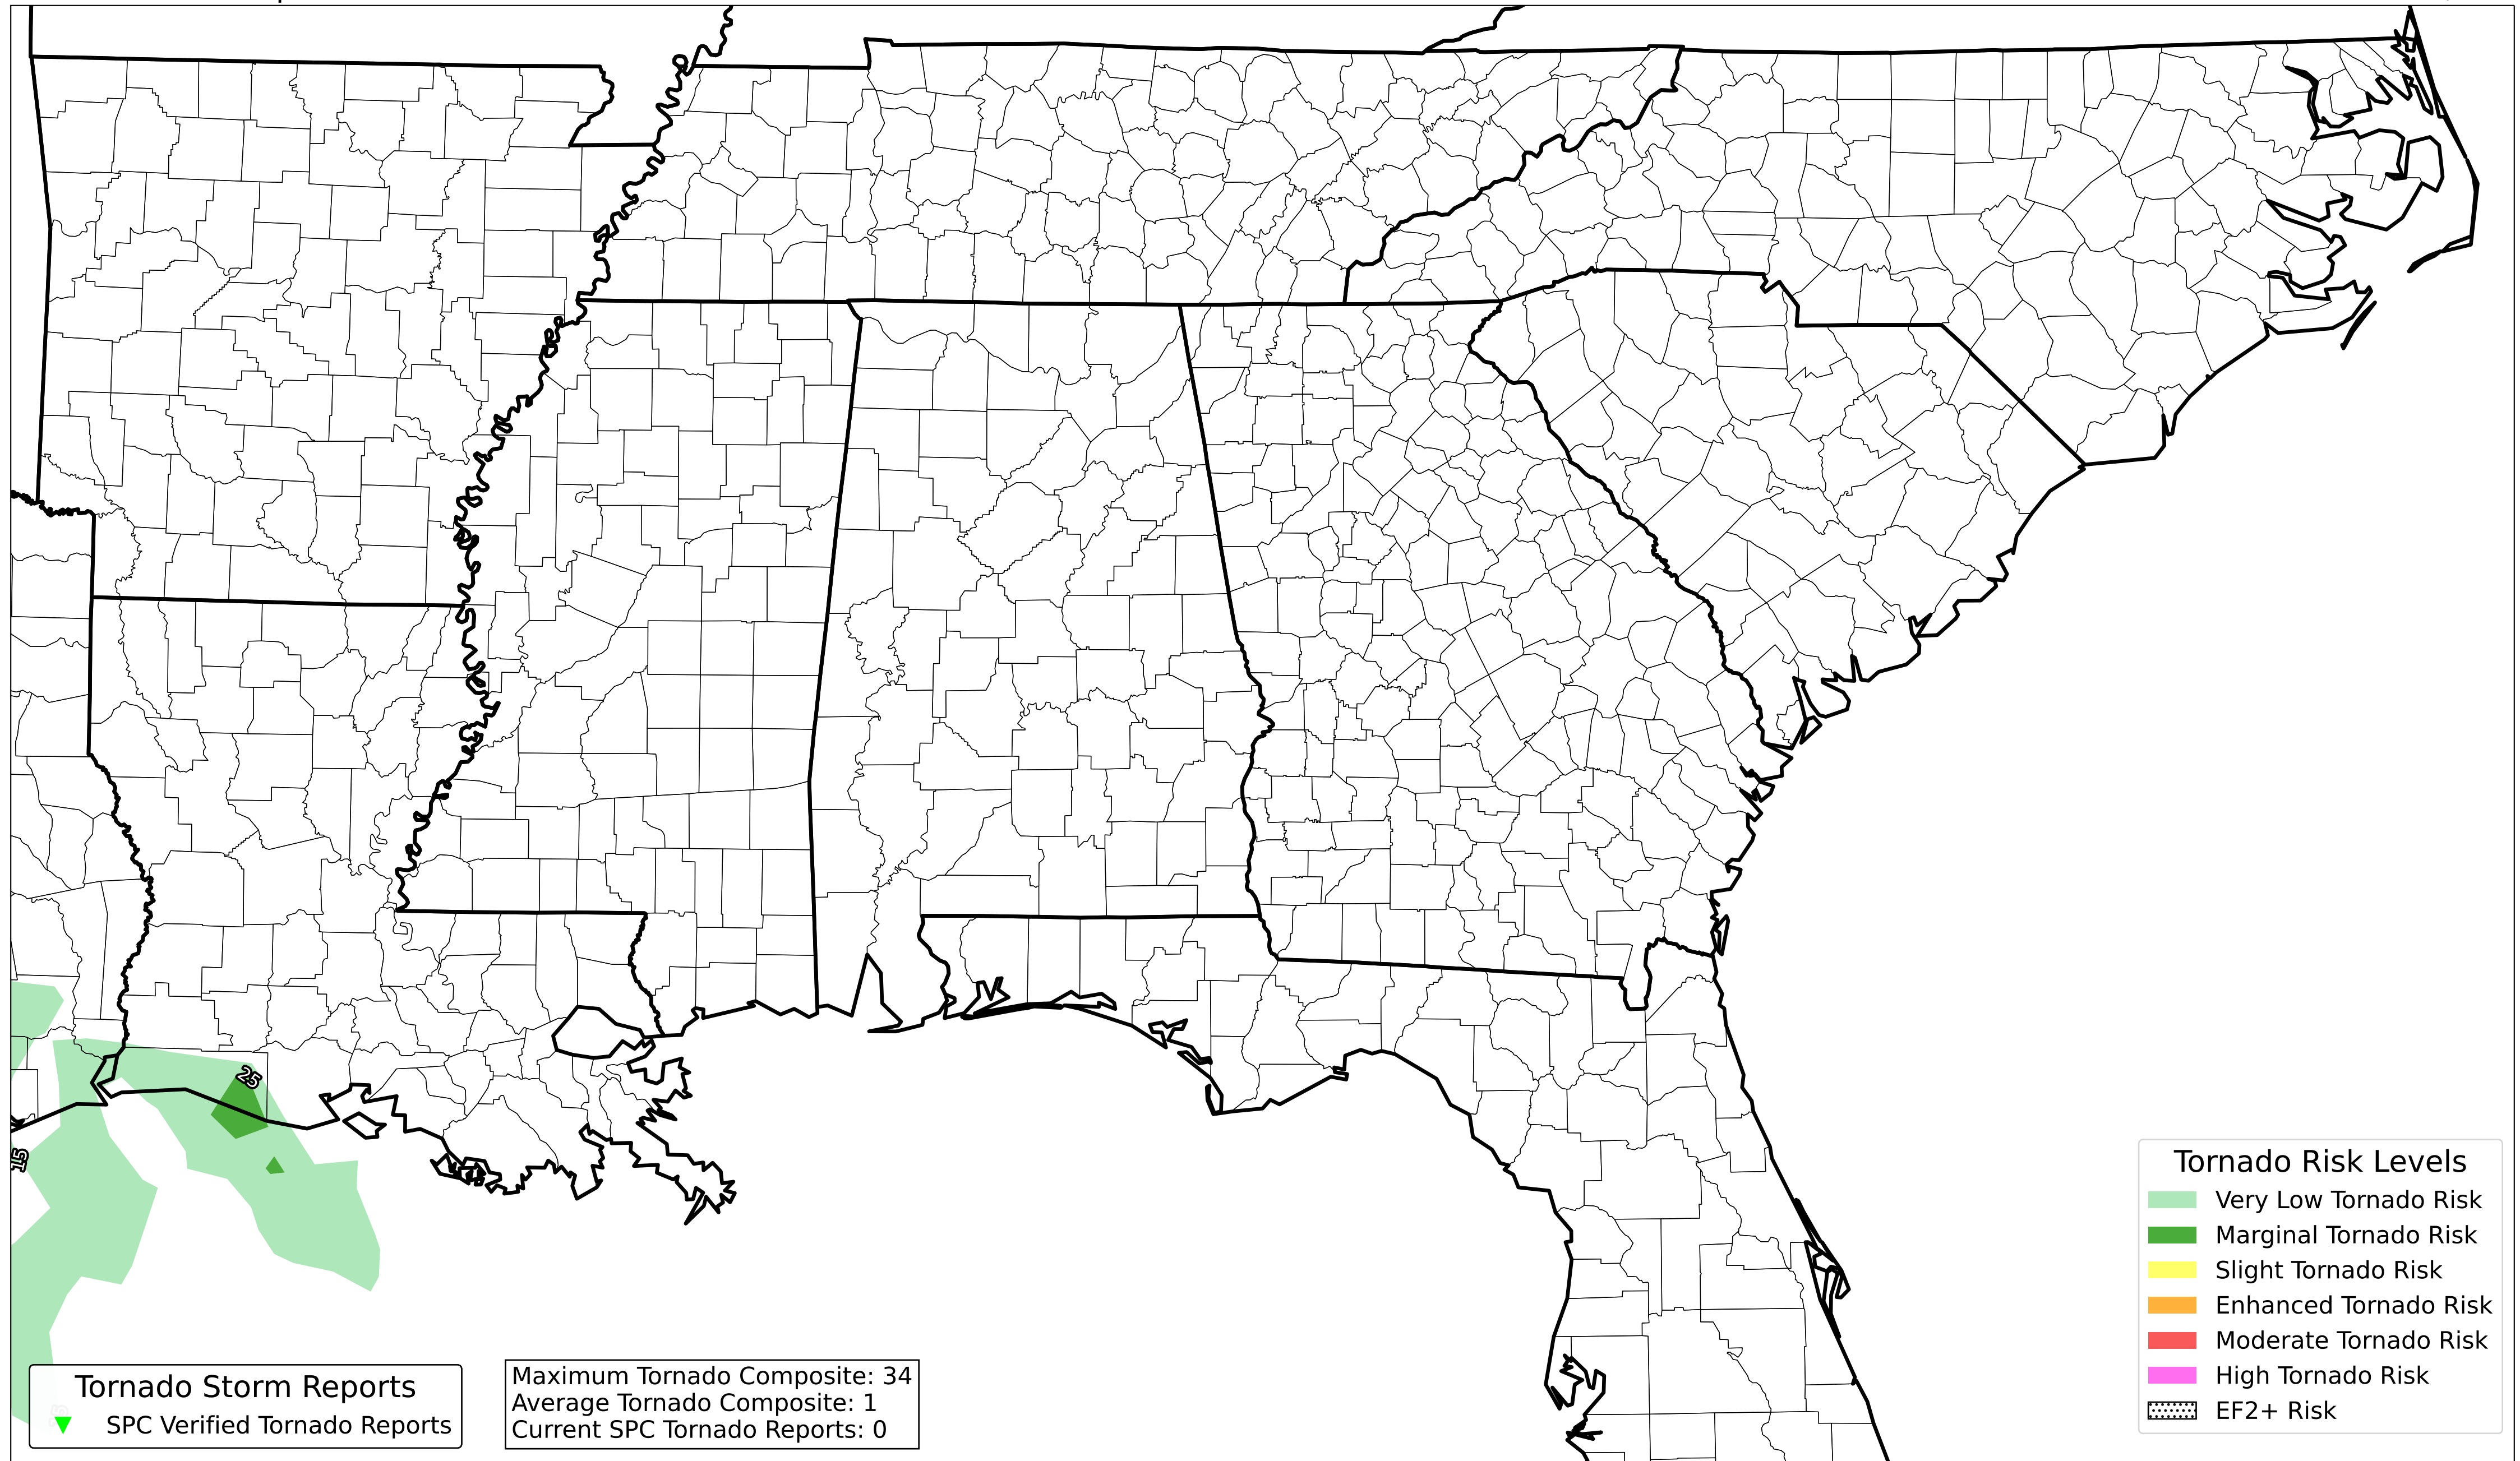 25
15
Tornado Risk Levels
Very Low Tornado Risk
Marginal Tornado Risk
Slight Tornado Risk
Enhanced Tornado Risk
Moderate Tornado Risk
High Tornado Risk
EF2+ Risk
Tornado Storm Reports
SPC Verified Tornado Reports
Maximum Tornado Composite: 34
Average Tornado Composite: 1
Current SPC Tornado Reports: 0